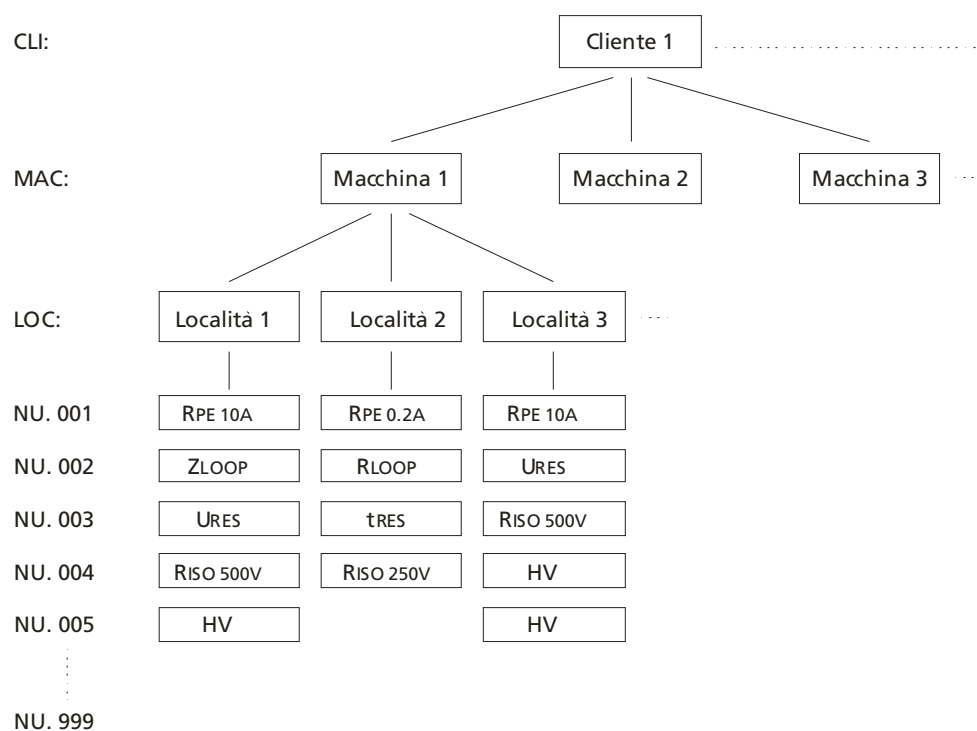 CLI: Cliente 1
MAC: Macchina 1 Macchina 2 Macchina 3
LOC: Località 1 Località 2 Località 3
NU. 001 RPE 10A RPE 0.2A RPE 10A
NU. 002 ZLOOP RLOOP URES
NU. 003 URES tRES RISO 500V
NU. 004 RISO 500V RISO 250V HV
NU. 005 HV HV
NU. 999